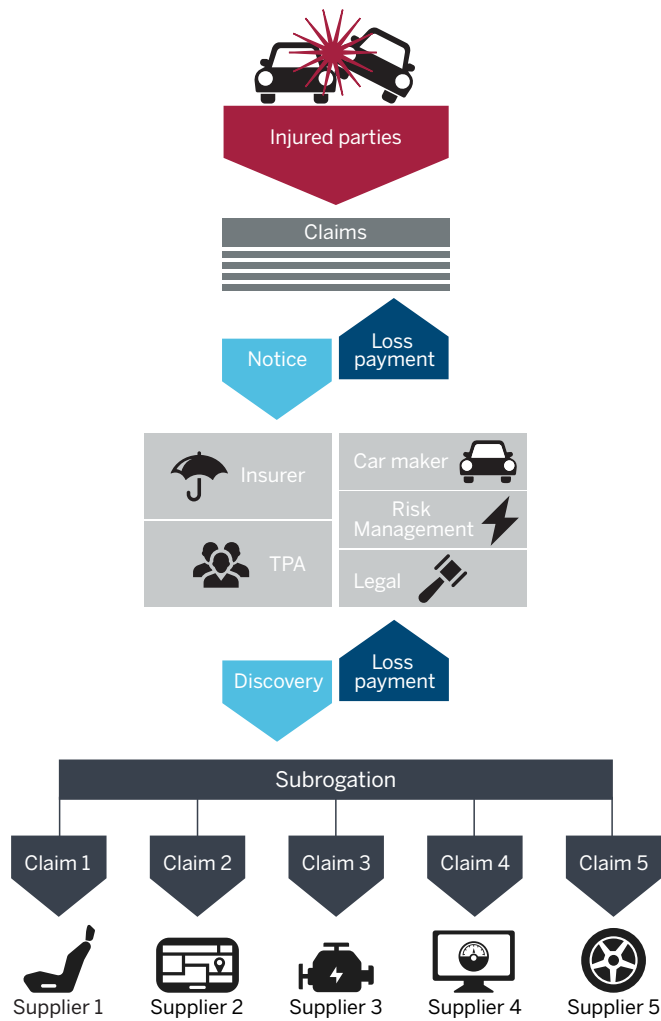 Injured parties
Claims
Notice
Loss
payment
Insurer
TPA
Car maker
Risk
Management
Legal
Discovery
Loss
payment
Subrogation
Claim 1
Claim 2
Claim 3
Claim 4
Claim 5
Supplier 1
Supplier 2
Supplier 3
Supplier 4
Supplier 5